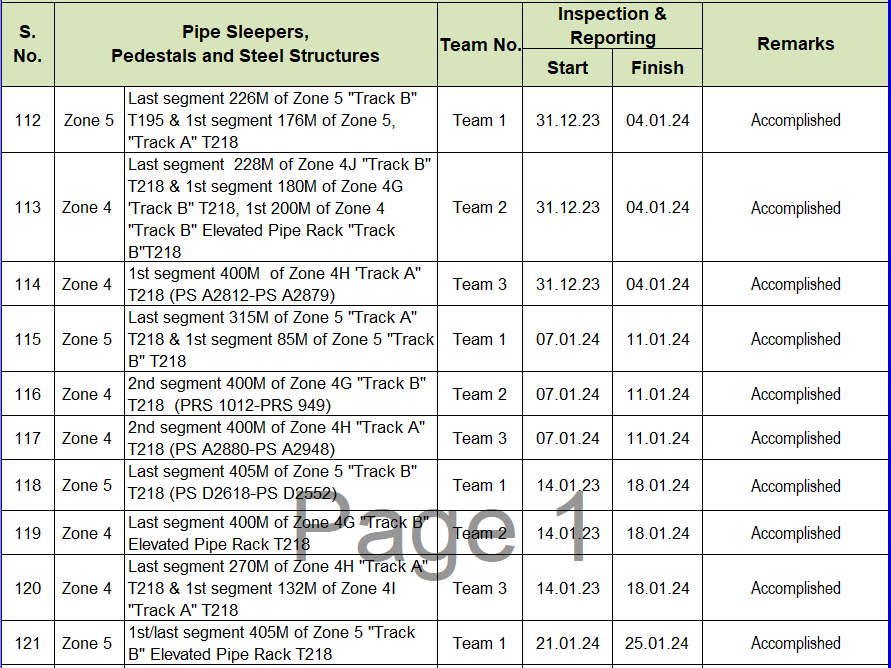 S. No.
Pipe Sleepers,
Pedestals and Steel Structures
Team No.
Inspection &
Reporting
Start
Finish
Remarks
112 Zone 5 Last segment 226M of Zone 5 "Track B"
T195 & 1st segment 176M of Zone 5,
"Track A" T218
Team 1 31.12.23 04.01.24 Accomplished
113 Zone 4 Last segment  228M of Zone 4J "Track B"
T218 & 1st segment 180M of Zone 4G
'Track B" T218, 1st 200M of Zone 4
"Track B" Elevated Pipe Rack "Track
B"T218
Team 2 31.12.23 04.01.24 Accomplished
114 Zone 4 1st segment 400M  of Zone 4H 'Track A"
T218 (PS A2812-PS A2879)
Team 3 31.12.23 04.01.24 Accomplished
115 Zone 5 Last segment 315M of Zone 5 "Track A"
T218 & 1st segment 85M of Zone 5 "Track
B" T218
Team 1 07.01.24 11.01.24 Accomplished
116 Zone 4 2nd segment 400M of Zone 4G "Track B"
T218  (PRS 1012-PRS 949)
Team 2 07.01.24 11.01.24 Accomplished
117 Zone 4 2nd segment 400M of Zone 4H "Track A"
T218 (PS A2880-PS A2948)
Team 3 07.01.24 11.01.24 Accomplished
118 Zone 5 Last segment 405M of Zone 5 "Track B"
T218 (PS D2618-PS D2552)
Team 1 14.01.23 18.01.24 Accomplished
119 Zone 4 Last segment 400M of Zone 4G "Track B"
Elevated Pipe Rack T218
Team 2 14.01.23 18.01.24 Accomplished
Page 1
120 Zone 4 Last segment 270M of Zone 4H "Track A"
T218 & 1st segment 132M of Zone 4I
"Track A" T218
Team 3 14.01.23 18.01.24 Accomplished
121 Zone 5 1st/last segment 405M of Zone 5 "Track
B" Elevated Pipe Rack T218
Team 1 21.01.24 25.01.24 Accomplished